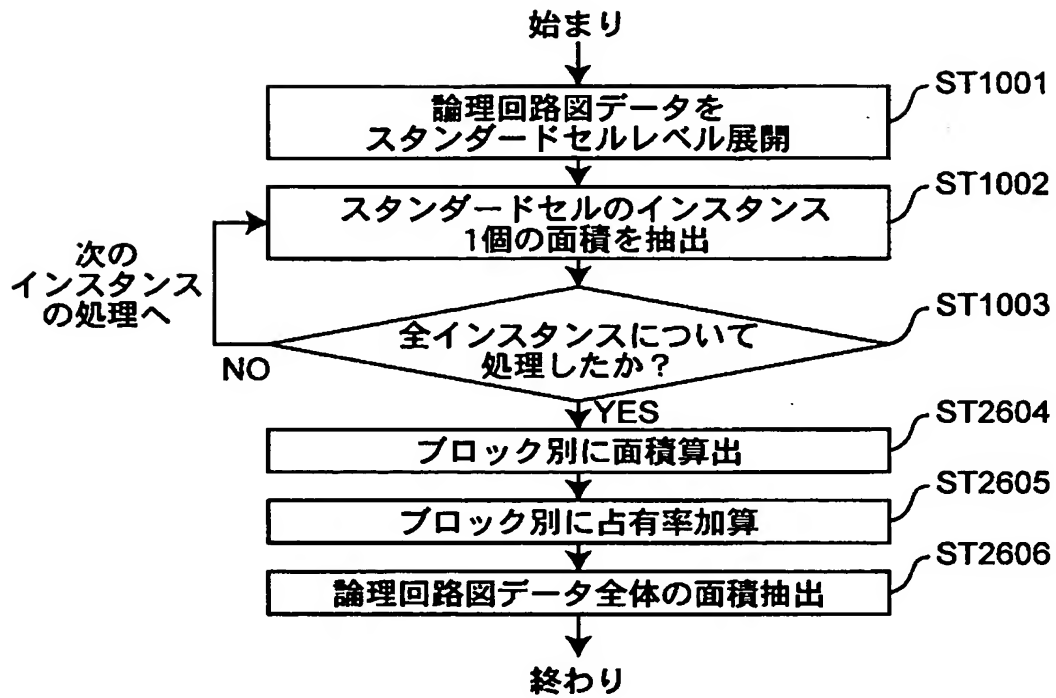 始まり
論理回路図データを
スタンダードセルレベル展開
ST1001
スタンダードセルのインスタンス
1個の面積を抽出
ST1002
次の
インスタンス
の処理へ
全インスタンスについて
処理したか？
ST1003
NO
YES
ブロック別に面積算出
ST2604
ブロック別に占有率加算
ST2605
論理回路図データ全体の面積抽出
ST2606
終わり